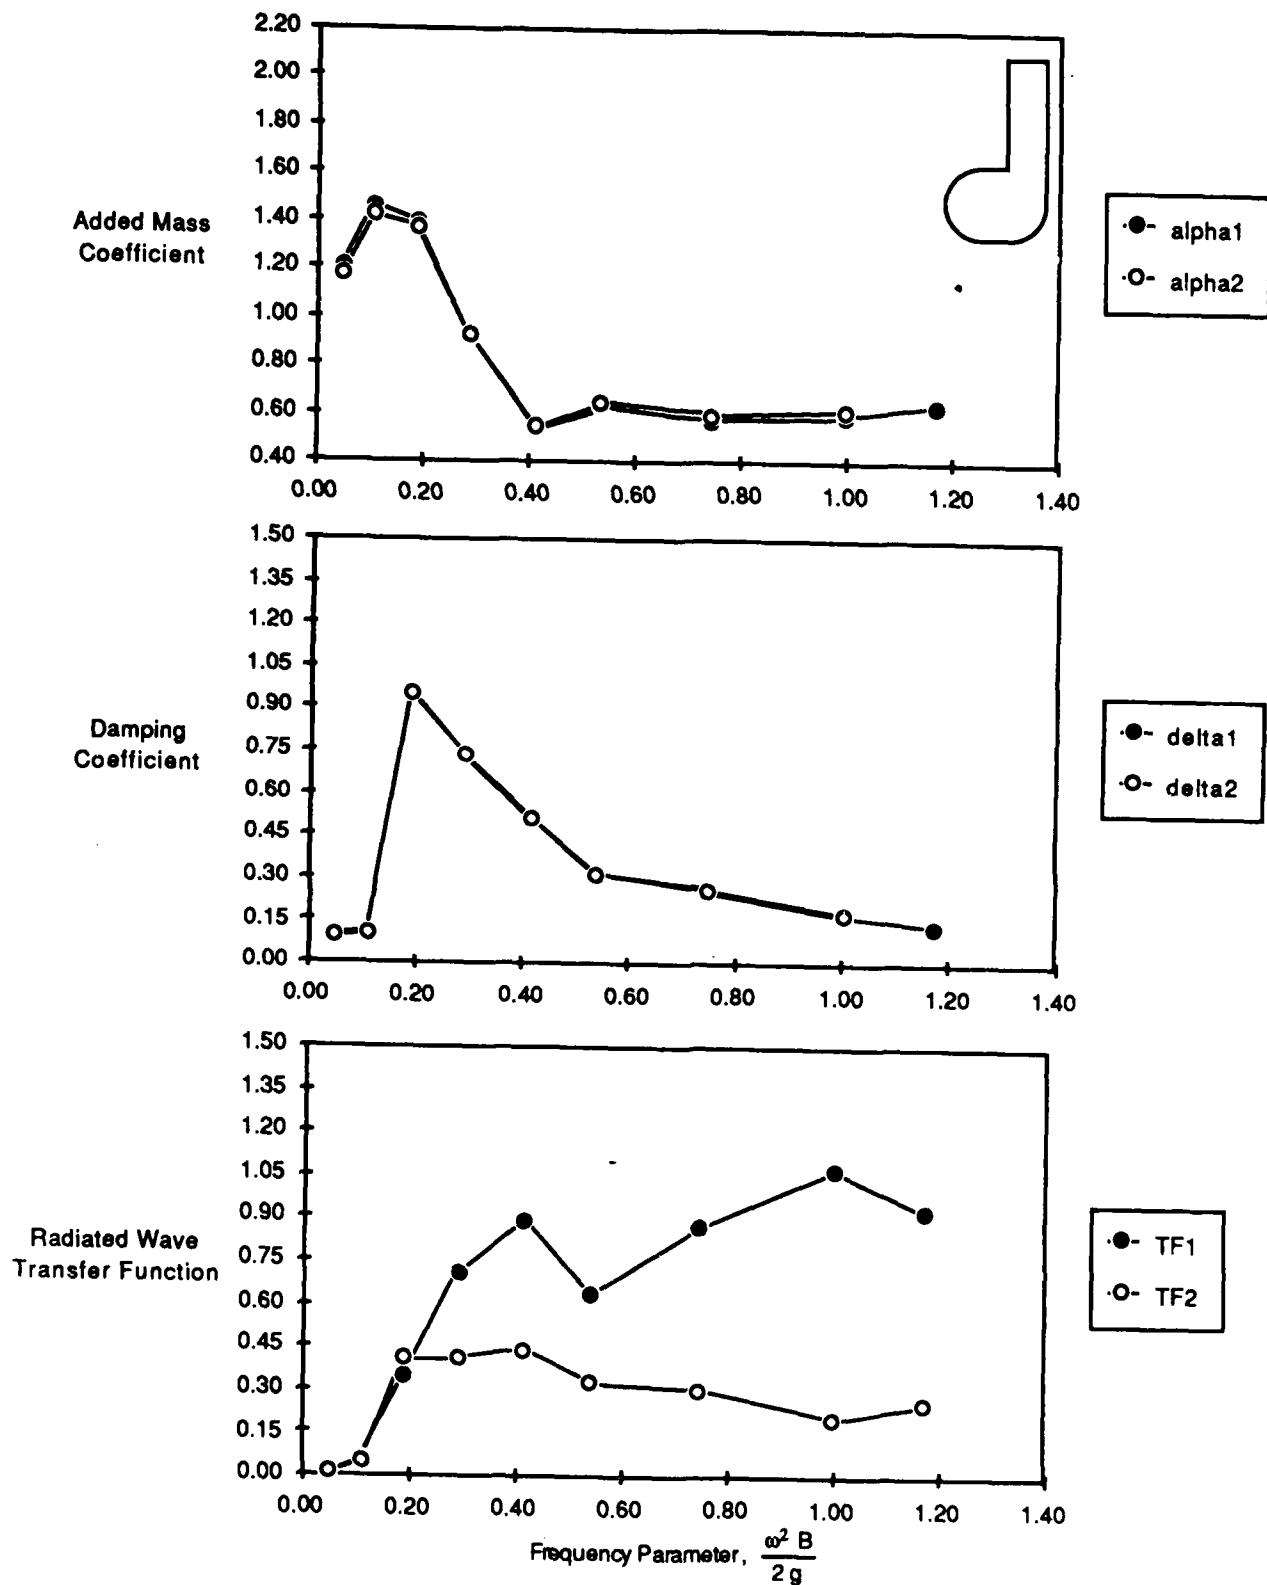 2.20
2.00
1.80
1.60
1.40
1.20
1.00
0.80
0.60
0.40
Added Mass
Coefficient
0.00 0.20 0.40 0.60 0.80 1.00 1.20 1.40
alpha1
alpha2
1.50
1.35
1.20
1.05
0.90
0.75
0.60
0.45
0.30
0.15
0.00
Damping
Coefficient
0.00 0.20 0.40 0.60 0.80 1.00 1.20 1.40
delta1
delta2
1.50
1.35
1.20
1.05
0.90
0.75
0.60
0.45
0.30
0.15
0.00
Radiated Wave
Transfer Function
0.00 0.20 0.40 0.60 0.80 1.00 1.20 1.40
TF1
TF2
Frequency Parameter, ω² B
2 g